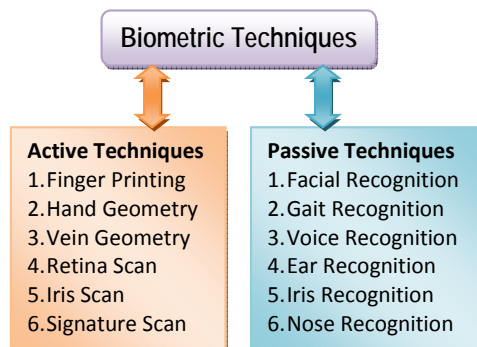 Biometric Techniques
Active Techniques
1.Finger Printing
2.Hand Geometry
3.Vein Geometry
4.Retina Scan
5.Iris Scan
6.Signature Scan
Passive Techniques
1.Facial Recognition
2.Gait Recognition
3.Voice Recognition
4.Ear Recognition
5.Iris Recognition
6.Nose Recognition